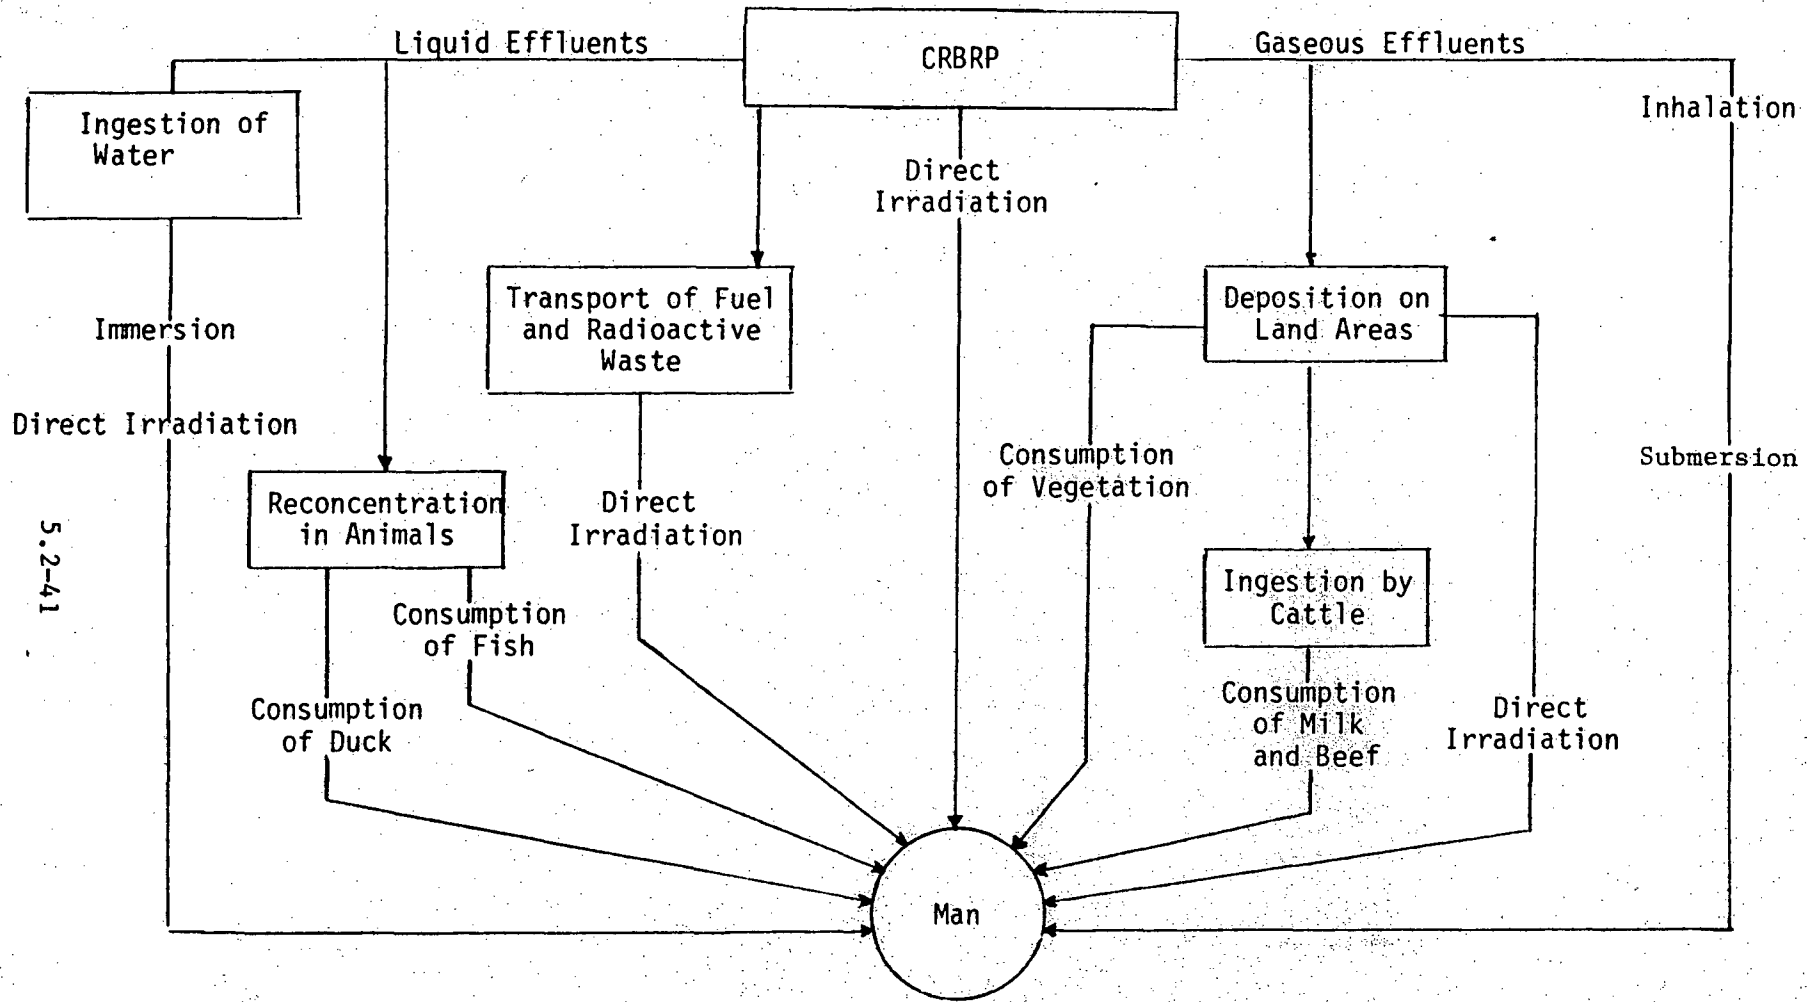 Liquid Effluents
CRBRP
Gaseous Effluents
Ingestion of
Water
Inhalation
Direct
Irradiation
Transport of Fuel
and Radioactive
Waste
Deposition on
Land Areas
Immersion
Direct Irradiation
Consumption
of Vegetation
Submersion
Reconcentration
in Animals
Direct
Irradiation
5.2-41
Ingestion by
Cattle
Consumption
of Fish
Consumption
of Duck
Consumption
of Milk
and Beef
Direct
Irradiation
Man